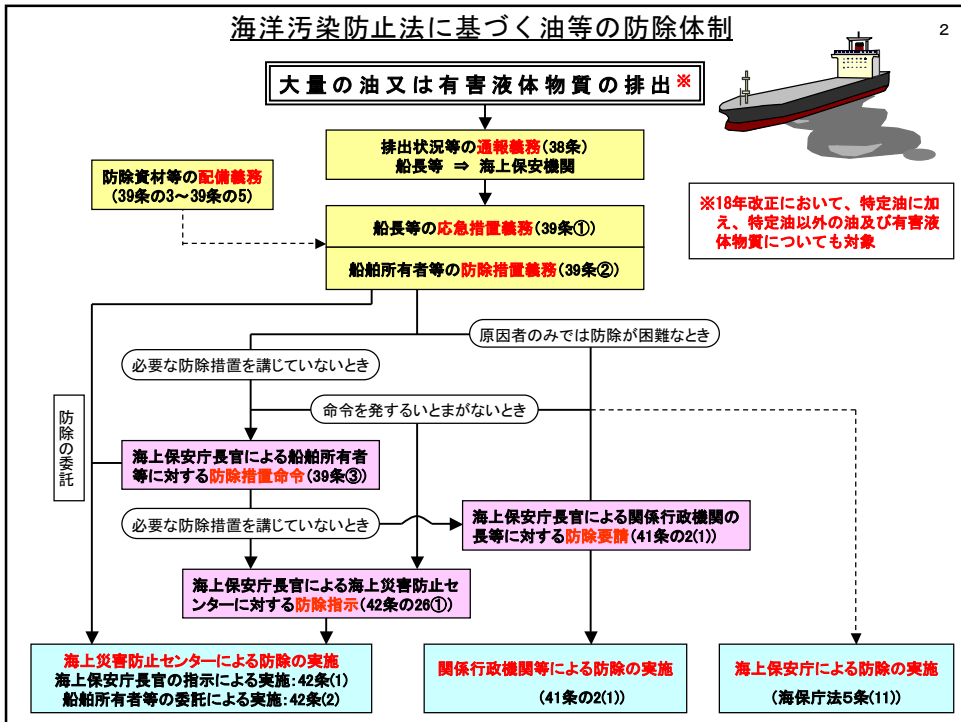 海洋汚染防止法に基づく油等の防除体制
2
大量の油又は有害液体物質の排出※
排出状況等の通報義務(38条)
船長等 ⇒ 海上保安機関
防除資材等の配備義務
(39条の3～39条の5)
※18年改正において、特定油に加
え、特定油以外の油及び有害液
体物質についても対象
船長等の応急措置義務(39条①)
船舶所有者等の防除措置義務(39条②)
原因者のみでは防除が困難なとき
必要な防除措置を講じていないとき
命令を発するいとまがないとき
防除の委託
海上保安庁長官による船舶所有者
等に対する防除措置命令(39条③)
必要な防除措置を講じていないとき
海上保安庁長官による関係行政機関の
長等に対する防除要請(41条の2(1))
海上保安庁長官による海上災害防止セ
ンターに対する防除指示(42条の26①)
海上災害防止センターによる防除の実施
海上保安庁長官の指示による実施:42条(1)
船舶所有者等の委託による実施:42条(2)
関係行政機関等による防除の実施
(41条の2(1))
海上保安庁による防除の実施
(海保庁法5条(11))